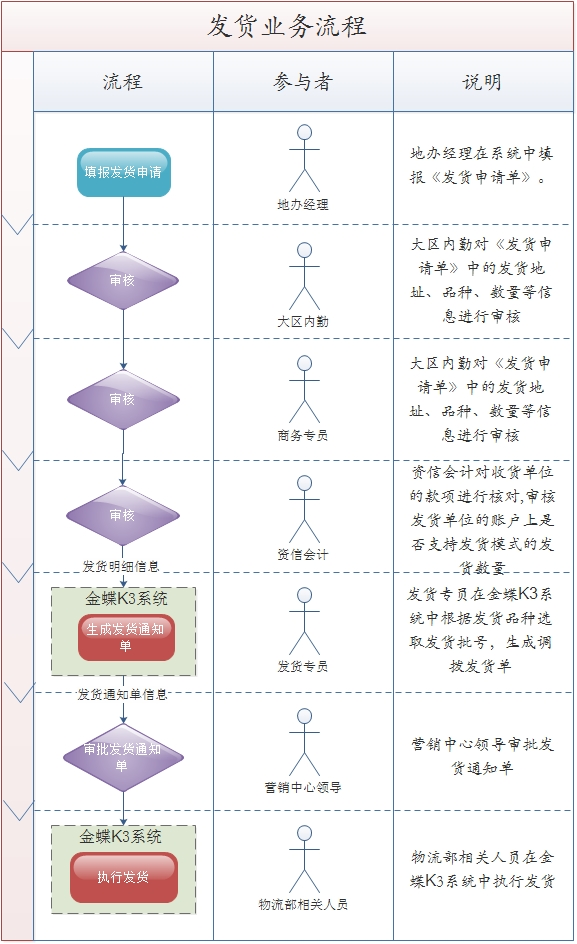 发货业务流程
流程
参与者
说明
填报发货申请
地办经理
地办经理在系统中填
报《发货申请单》。
审核
大区内勤
大区内勤对《发货申
请单》中的发货地
址、品种、数量等信
息进行审核
审核
商务专员
大区内勤对《发货申
请单》中的发货地
址、品种、数量等信
息进行审核
审核
资信会计
资信会计对收货单位
的款项进行核对,审核
发货单位的账户上是
否支持发货模式的发
货数量
发货明细信息
金蝶K3系统
生成发货通知
单
发货专员
发货专员在金蝶K3系
统中根据发货品种选
取发货批号，生成调
拨发货单
发货通知单信息
审批发货通知
单
营销中心领导
营销中心领导审批发
货通知单
金蝶K3系统
执行发货
物流部相关人员
物流部相关人员在金
蝶K3系统中执行发货